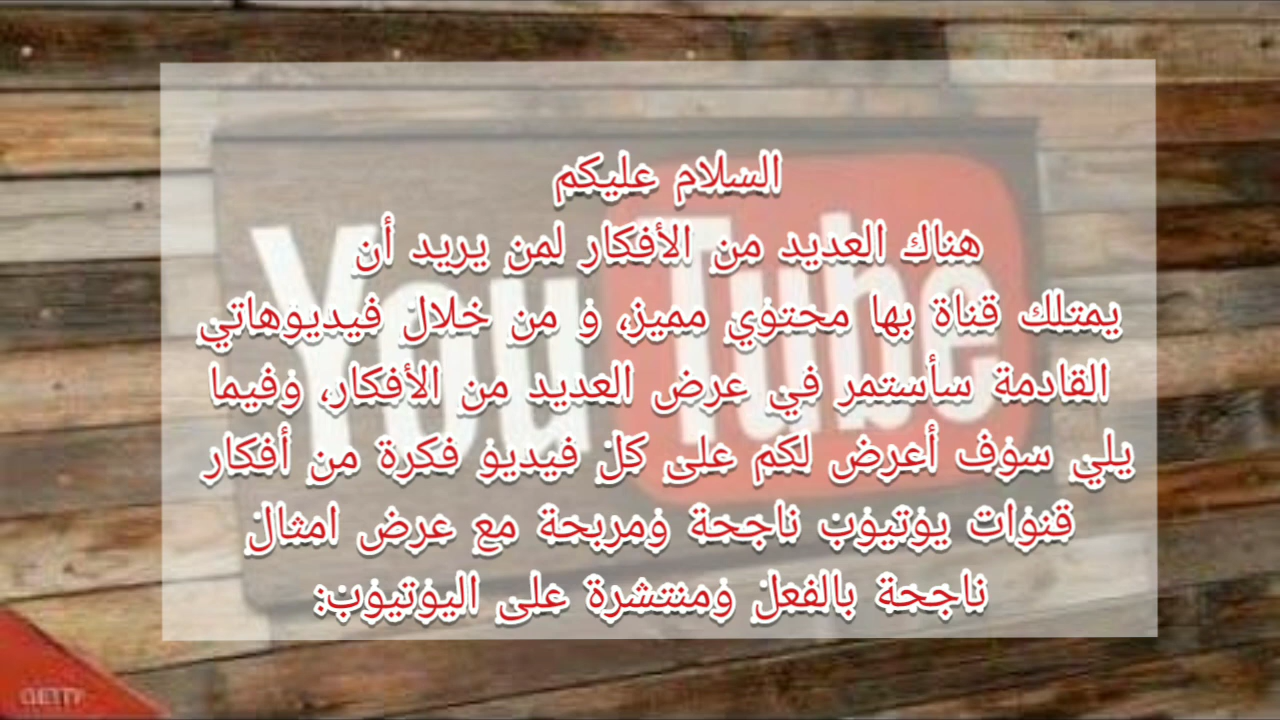 السلام عليكم
هناك العديد من الأفكار لمن يريد أن
يمتلك قناة بها محتوي مميز، و من خلال فيديوهاتي
القادمة سأستمر في عرض العديد من الأفكار، وفيما
يلي سوف أعرض لكم على كل فيديو فكرة من أفكار
قنوات يوتيوب ناجحة ومربحة مع عرض امثال
ناجحة بالفعل ومنتشرة على اليوتيوب:
YouTube
GETTY